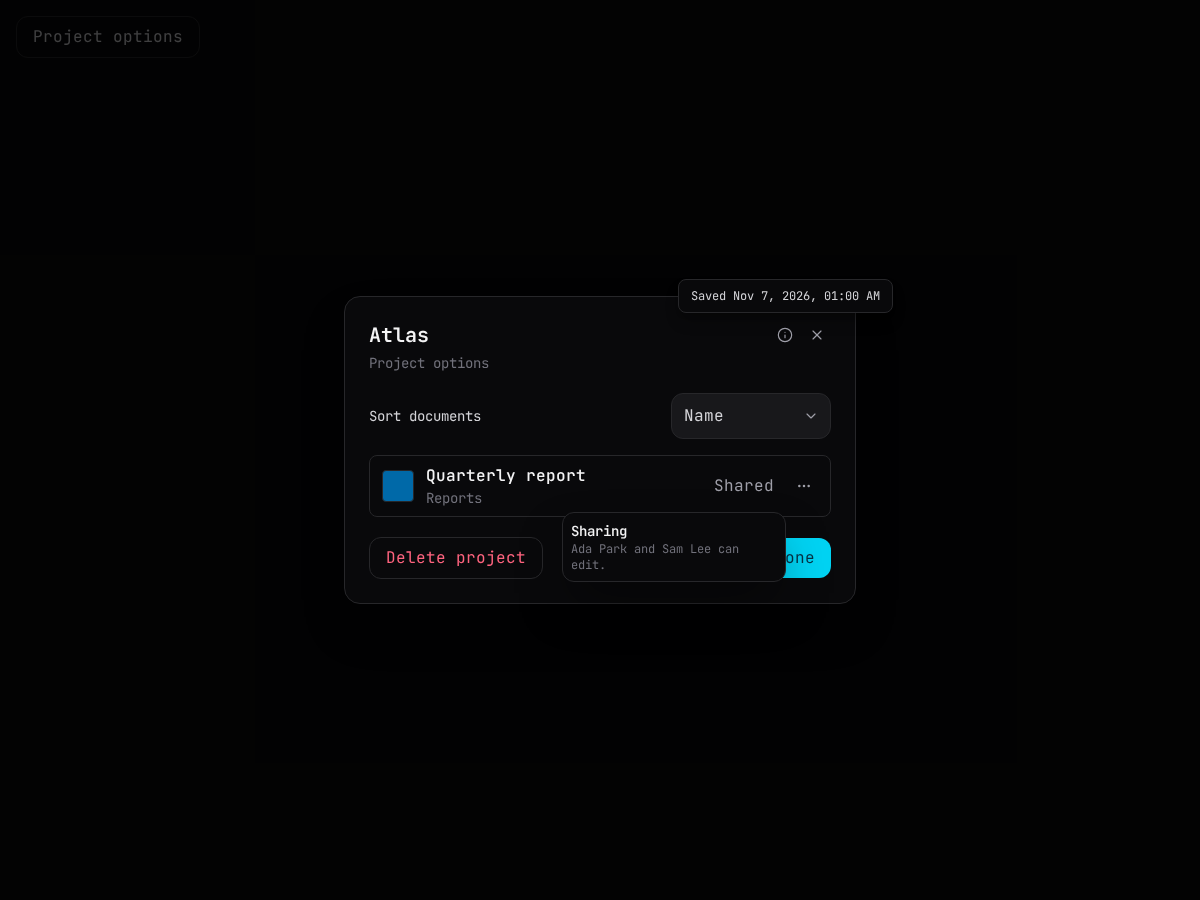 Project options
Saved Nov 7, 2026, 01:00 AM
Atlas
Project options
Sort documents
Name
Quarterly report
Reports
Shared
Sharing
Ada Park and Sam Lee can
edit.
Delete project
one